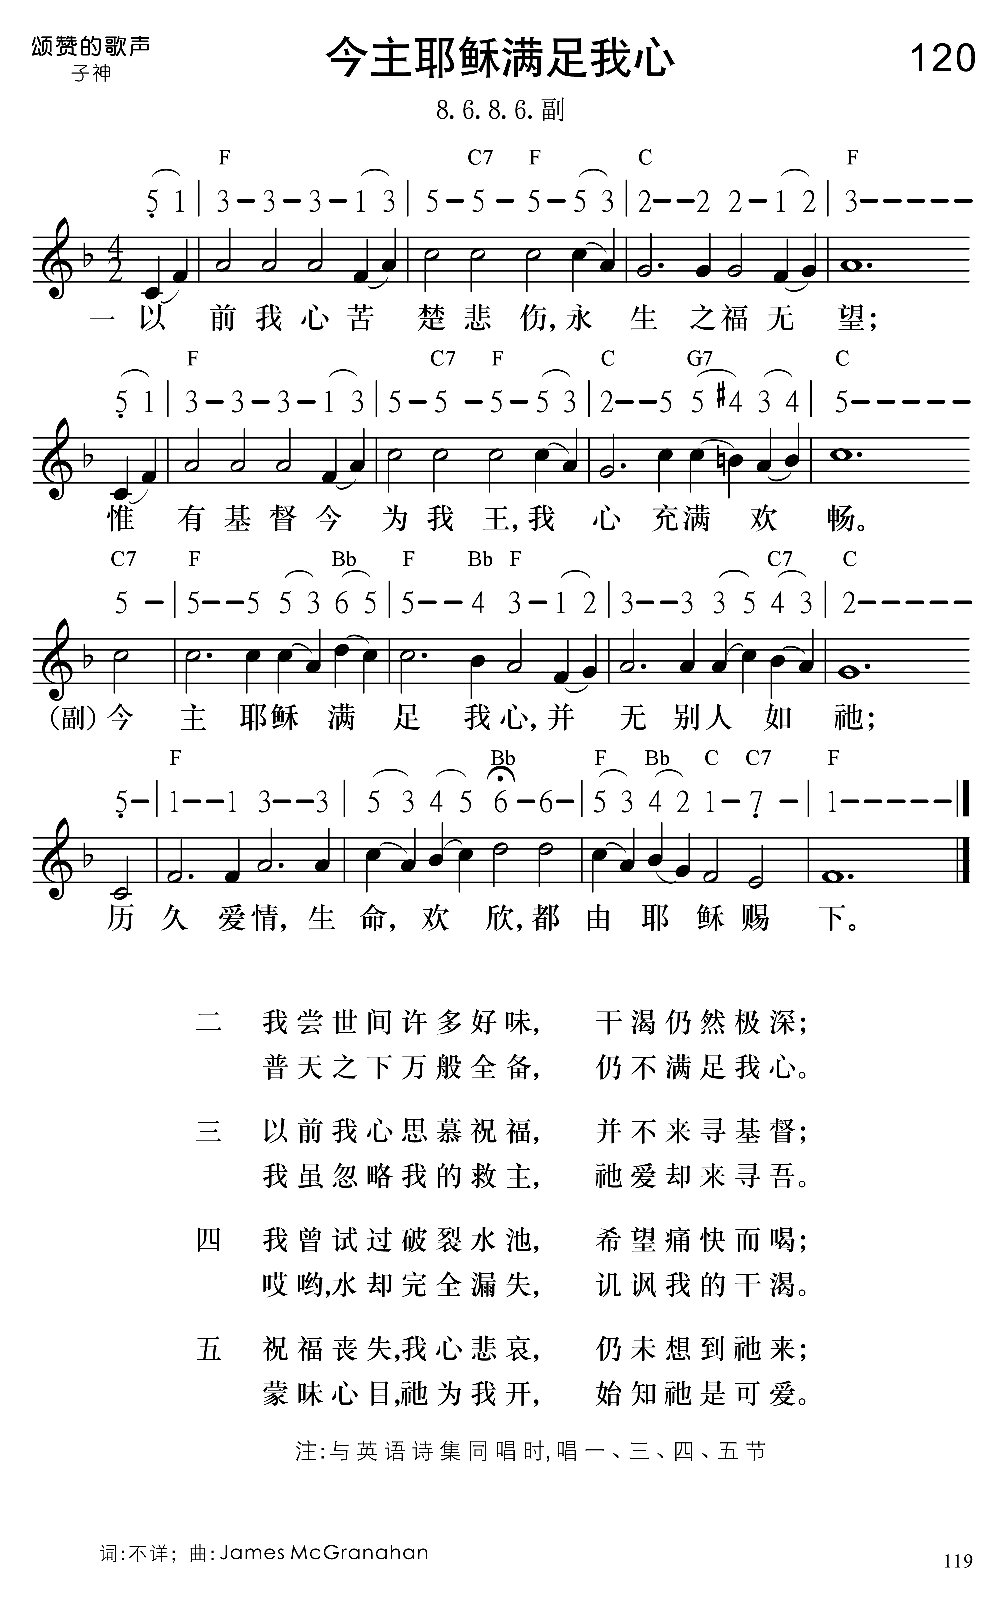 颂赞的歌声
子神
今主耶稣满足我心
120
8.6.8.6.副
F C7 F C F
5 1 | 3-3-3-1 3 | 5-5-5-5 3 | 2--2 2-1 2 | 3-----
4 2
一 以 前我心苦 楚悲伤,永 生 之福无 望;
F C7 F C G7 C
5 1 | 3-3-3-1 3 | 5-5-5-5 3 | 2--5 5 #4 3 4 | 5-----
惟 有基督今 为我王,我 心 充满 欢 畅。
C7 F Bb F Bb F C7 C
5- | 5--5 5 3 6 5 | 5--4 3-1 2 | 3--3 3 5 4 3 | 2-----
(副)今 主 耶稣 满 足 我心,并 无 别人 如 祂;
F Bb F Bb C C7 F
5- | 1--1 3--3 | 5 3 4 5 6-6- | 5 3 4 2 1-7- | 1-----
历 久 爱情,生 命,欢 欣,都 由 耶 稣 赐 下。
二 我尝世间许多好味, 干渴仍然极深;
普天之下万般全备, 仍不满足我心。
三 以前我心思慕祝福, 并不来寻基督;
我虽忽略我的救主, 祂爱却来寻吾。
四 我曾试过破裂水池, 希望痛快而喝;
哎哟,水却完全漏失, 讥讽我的干渴。
五 祝福丧失,我心悲哀, 仍未想到祂来;
蒙昧心目,祂为我开, 始知祂是可爱。
注:与英语诗集同唱时,唱一、三、四、五节
词:不详；曲:James McGranahan
119